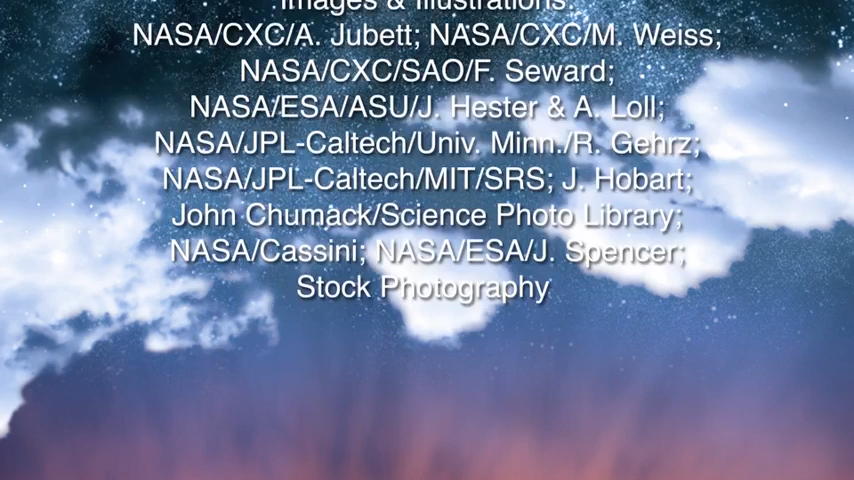 Images & Illustrations:
NASA/CXC/A. Jubett; NASA/CXC/M. Weiss;
NASA/CXC/SAO/F. Seward;
NASA/ESA/ASU/J. Hester & A. Loll;
NASA/JPL-Caltech/Univ. Minn./R. Gehrz;
NASA/JPL-Caltech/MIT/SRS; J. Hobart;
John Chumack/Science Photo Library;
NASA/Cassini; NASA/ESA/J. Spencer;
Stock Photography